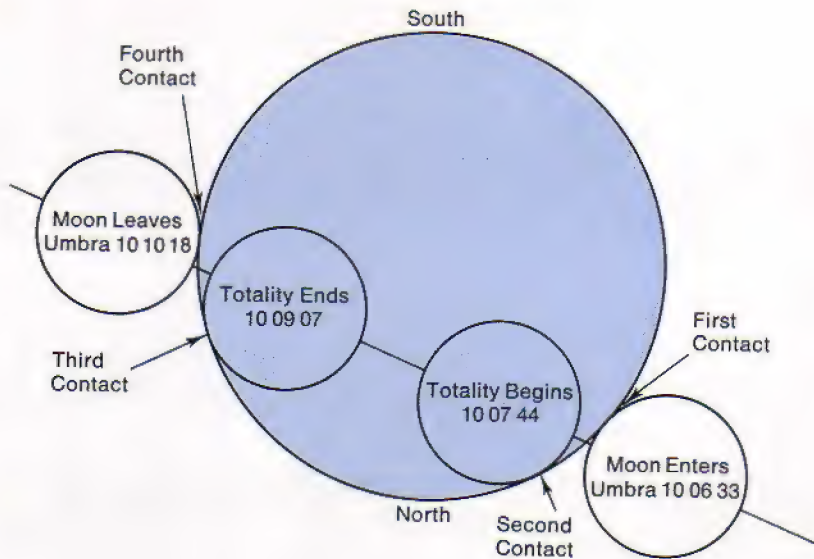 South
Fourth
Contact
Moon Leaves
Umbra 10 10 18
Totality Ends
10 09 07
First
Contact
Third
Contact
Totality Begins
10 07 44
Moon Enters
Umbra 10 06 33
North
Second
Contact